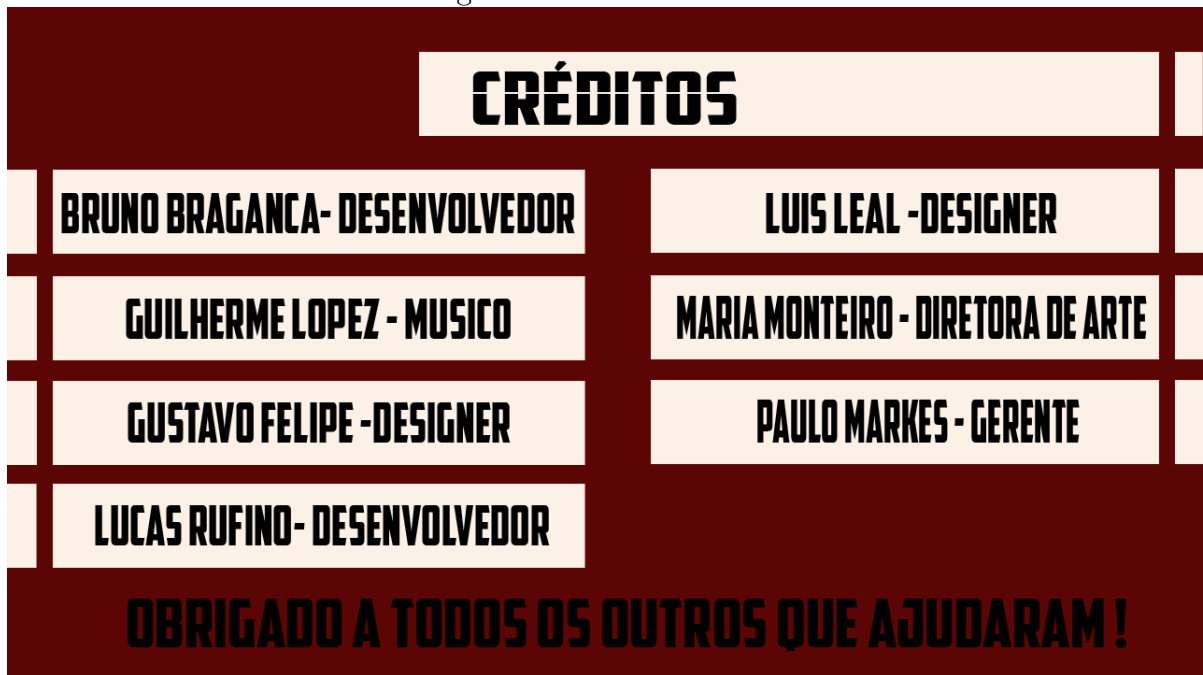 CRÉDITOS
BRUNO BRAGANCA- DESENVOLVEDOR
LUIS LEAL -DESIGNER
GUILHERME LOPEZ - MUSICO
MARIA MONTEIRO - DIRETORA DE ARTE
GUSTAVO FELIPE -DESIGNER
PAULO MARKES - GERENTE
LUCAS RUFINO- DESENVOLVEDOR
OBRIGADO A TODOS OS OUTROS QUE AJUDARAM !